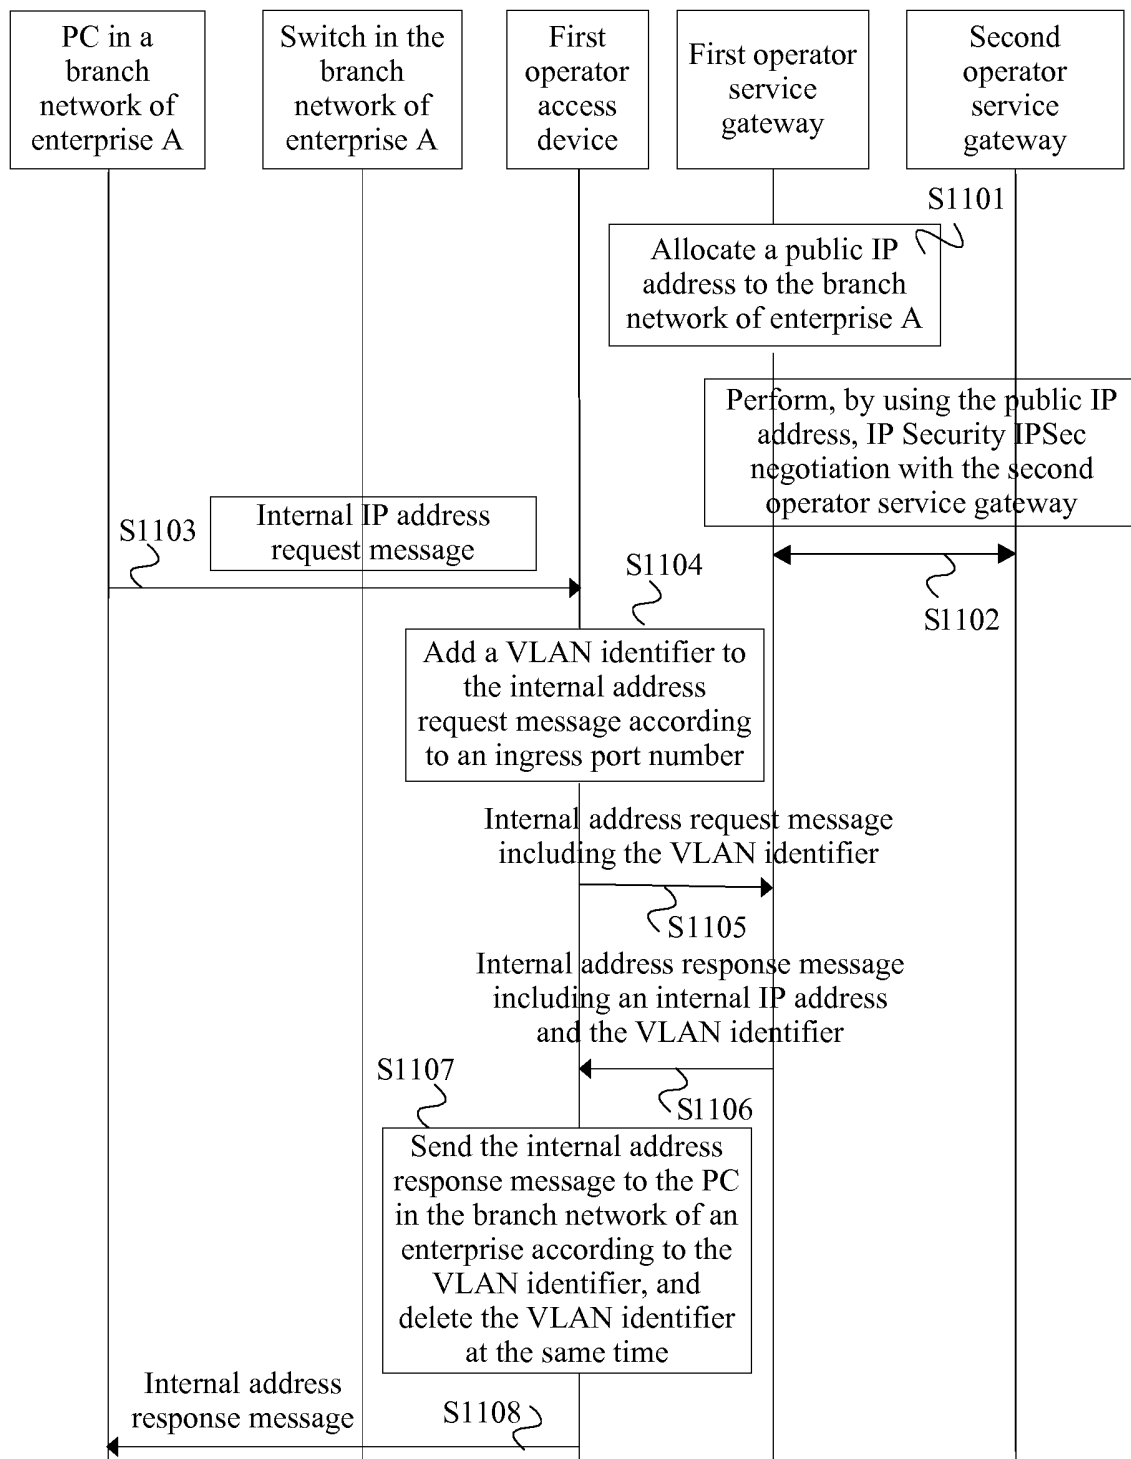 PC in a
branch
network of
enterprise A
Switch in the
branch
network of
enterprise A
First
operator
access
device
First operator
service
gateway
Second
operator
service
gateway
S1101
Allocate a public IP
address to the branch
network of enterprise A
Perform, by using the public IP
address, IP Security IPSec
negotiation with the second
operator service gateway
S1102
S1103
Internal IP address
request message
S1104
Add a VLAN identifier to
the internal address
request message according
to an ingress port number
Internal address request message
including the VLAN identifier
S1105
Internal address response message
including an internal IP address
and the VLAN identifier
S1106
S1107
Send the internal address
response message to the PC
in the branch network of an
enterprise according to the
VLAN identifier, and
delete the VLAN identifier
at the same time
Internal address
response message
S1108